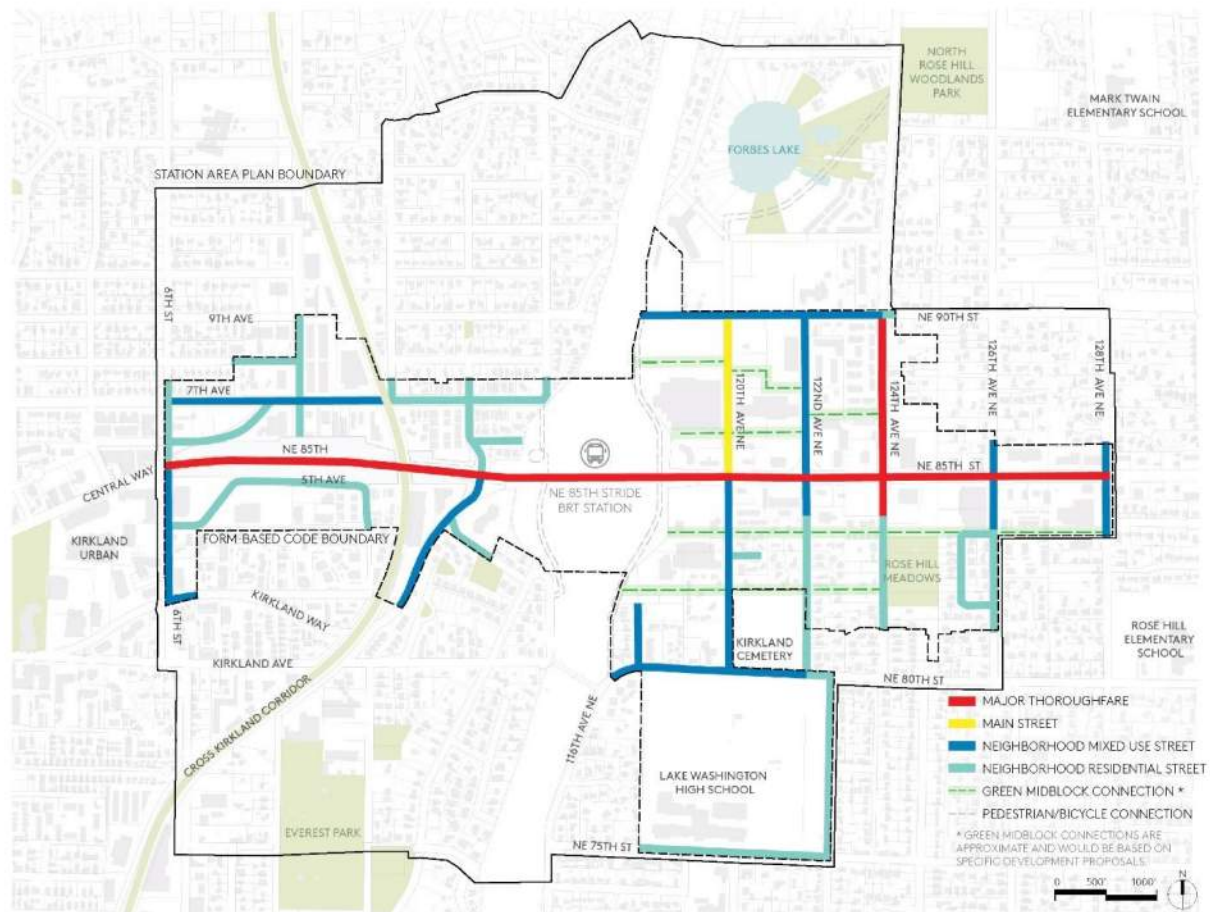 NORTH
ROSE HILL
WOODLANDS
PARK
MARK TWAIN
ELEMENTARY SCHOOL
FORBES LAKE
STATION AREA PLAN BOUNDARY
6TH ST
9TH AVE
NE 90TH ST
7TH AVE
120TH AVE NE
122ND AVE NE
124TH AVE NE
126TH AVE NE
128TH AVE NE
NE 85TH
NE 85TH ST
CENTRAL WAY
5TH AVE
NE 85TH STRIDE
BRT STATION
KIRKLAND
URBAN
FORM-BASED CODE BOUNDARY
ROSE HILL
MEADOWS
KIRKLAND WAY
6TH ST
KIRKLAND
CEMETERY
ROSE HILL
ELEMENTARY
SCHOOL
KIRKLAND AVE
NE 80TH ST
CROSS KIRKLAND CORRIDOR
116TH AVE NE
LAKE WASHINGTON
HIGH SCHOOL
EVEREST PARK
NE 75TH ST
MAJOR THOROUGHFARE
MAIN STREET
NEIGHBORHOOD MIXED USE STREET
NEIGHBORHOOD RESIDENTIAL STREET
GREEN MIDBLOCK CONNECTION *
PEDESTRIAN/BICYCLE CONNECTION
* GREEN MIDBLOCK CONNECTIONS ARE
APPROXIMATE AND WOULD BE BASED ON
SPECIFIC DEVELOPMENT PROPOSALS.
0 500' 1000'
N